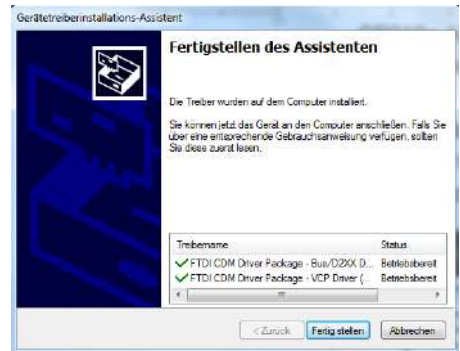 Gerätetreiberinstallations-Assistent
Fertigstellen des Assistenten
Die Treiber wurden auf dem Computer installiert.
Sie können jetzt das Gerät an den Computer anschließen. Falls Sie
über eine entsprechende Gebrauchsanweisung verfügen, sollten
Sie diese zuerst lesen.
Treibername Status
FTDI CDM Driver Package - Bus/D2XX D... Betriebsbereit
FTDI CDM Driver Package - VCP Driver (... Betriebsbereit
< Zurück Fertig stellen Abbrechen